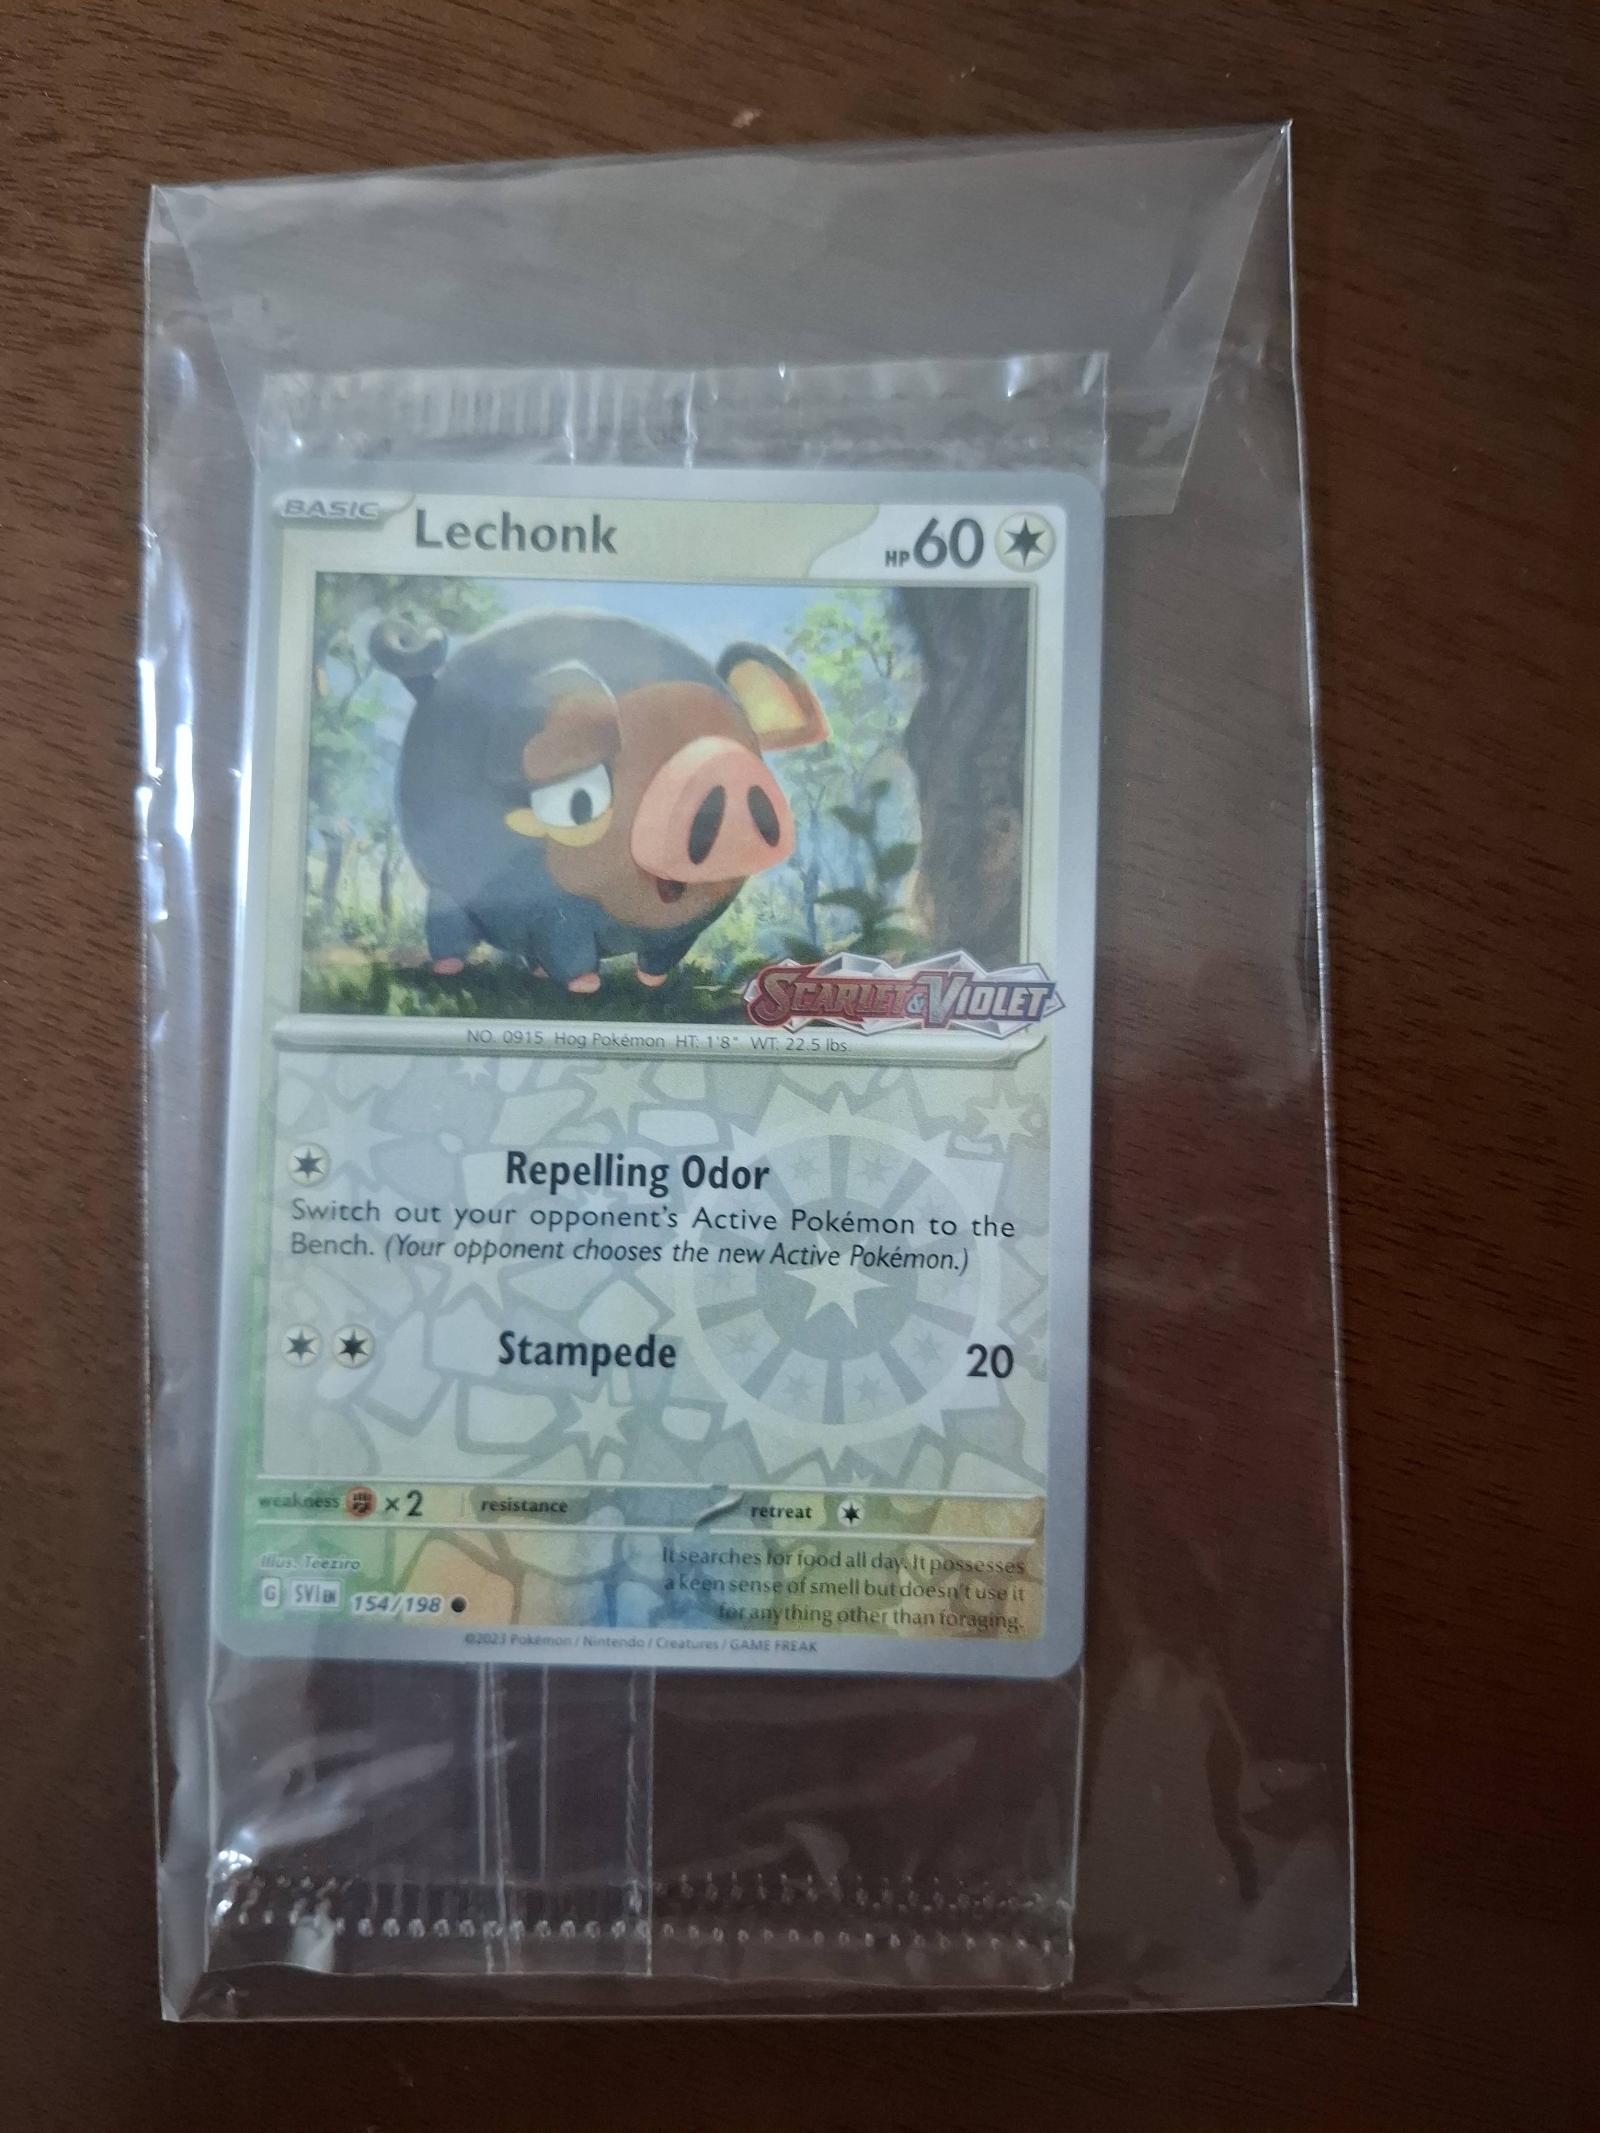 BASIC Lechonk HP 60
SCARLET & VIOLET
NO. 0915 Hog Pokémon HT: 1'8" WT: 22.5 lbs.
Repelling Odor
Switch out your opponent's Active Pokémon to the
Bench. (Your opponent chooses the new Active Pokémon.)
Stampede 20
weakness ×2 resistance retreat
Illus. Teeziro
G SVI EN 154/198
It searches for food all day. It possesses
a keen sense of smell but doesn't use it
for anything other than foraging.
©2023 Pokémon / Nintendo / Creatures / GAME FREAK